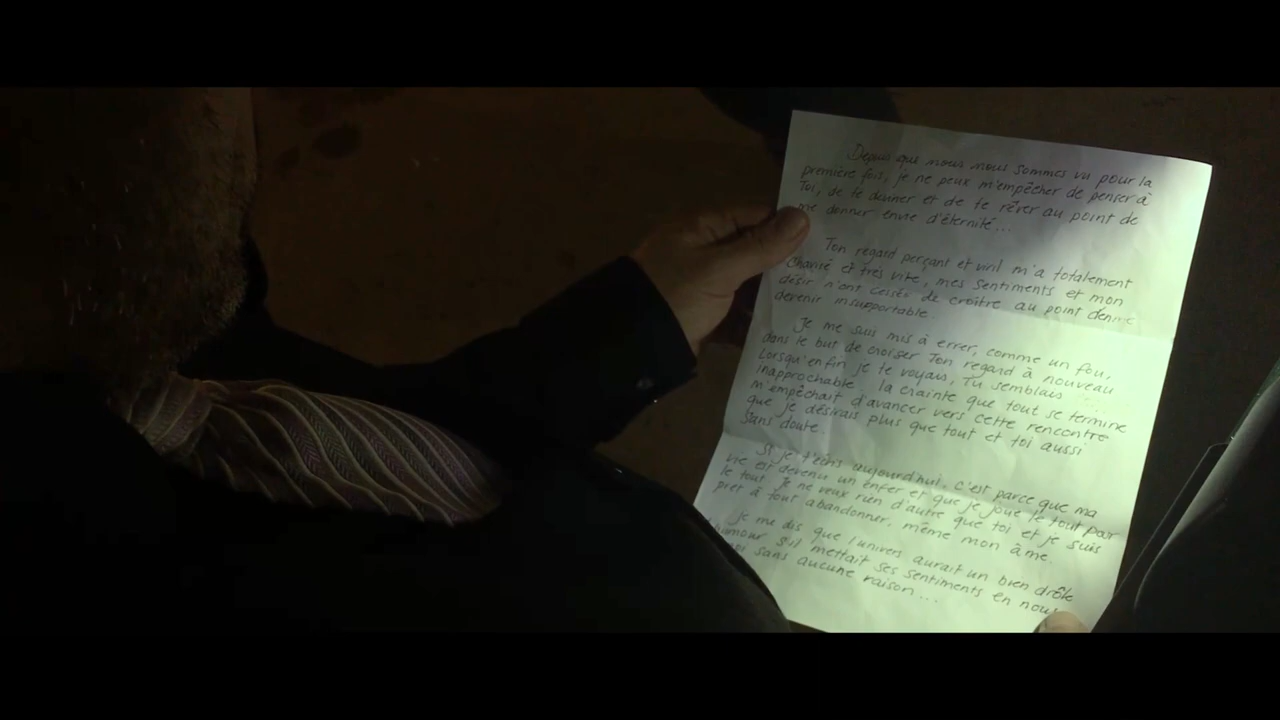 Depuis que nous nous sommes vu pour la
première fois, je ne peux m'empêcher de penser à
Toi, de te donner et de te rêver au point de
me donner envie d'éternité...
Ton regard perçant et viril m'a totalement
chaviré et très vite, mes sentiments et mon
désir n'ont cessés de croître au point d'en
devenir insupportable.
Je me suis mis à errer, comme un fou,
dans le but de croiser Ton regard à nouveau
Lorsqu'enfin je te voyais, Tu semblais
inapprochable. la crainte que tout se termine
m'empêchait d'avancer vers cette rencontre
que je désirais plus que tout et toi aussi
sans doute.
Si je t'écris aujourd'hui, c'est parce que ma
vie est devenu un enfer et que je joue le tout pour
le tout. Je ne veux rien d'autre que toi et je suis
prêt à tout abandonner, même mon âme.
Je me dis que l'univers aurait un bien drôle
humour s'il mettait ses sentiments en nous
sans aucune raison...